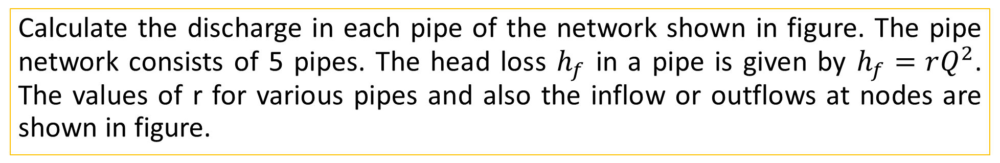 Calculate the discharge in each pipe of the network shown in figure. The pipe
network consists of 5 pipes. The head loss $h_f$ in a pipe is given by $h_f = rQ^2$.
The values of r for various pipes and also the inflow or outflows at nodes are
shown in figure.